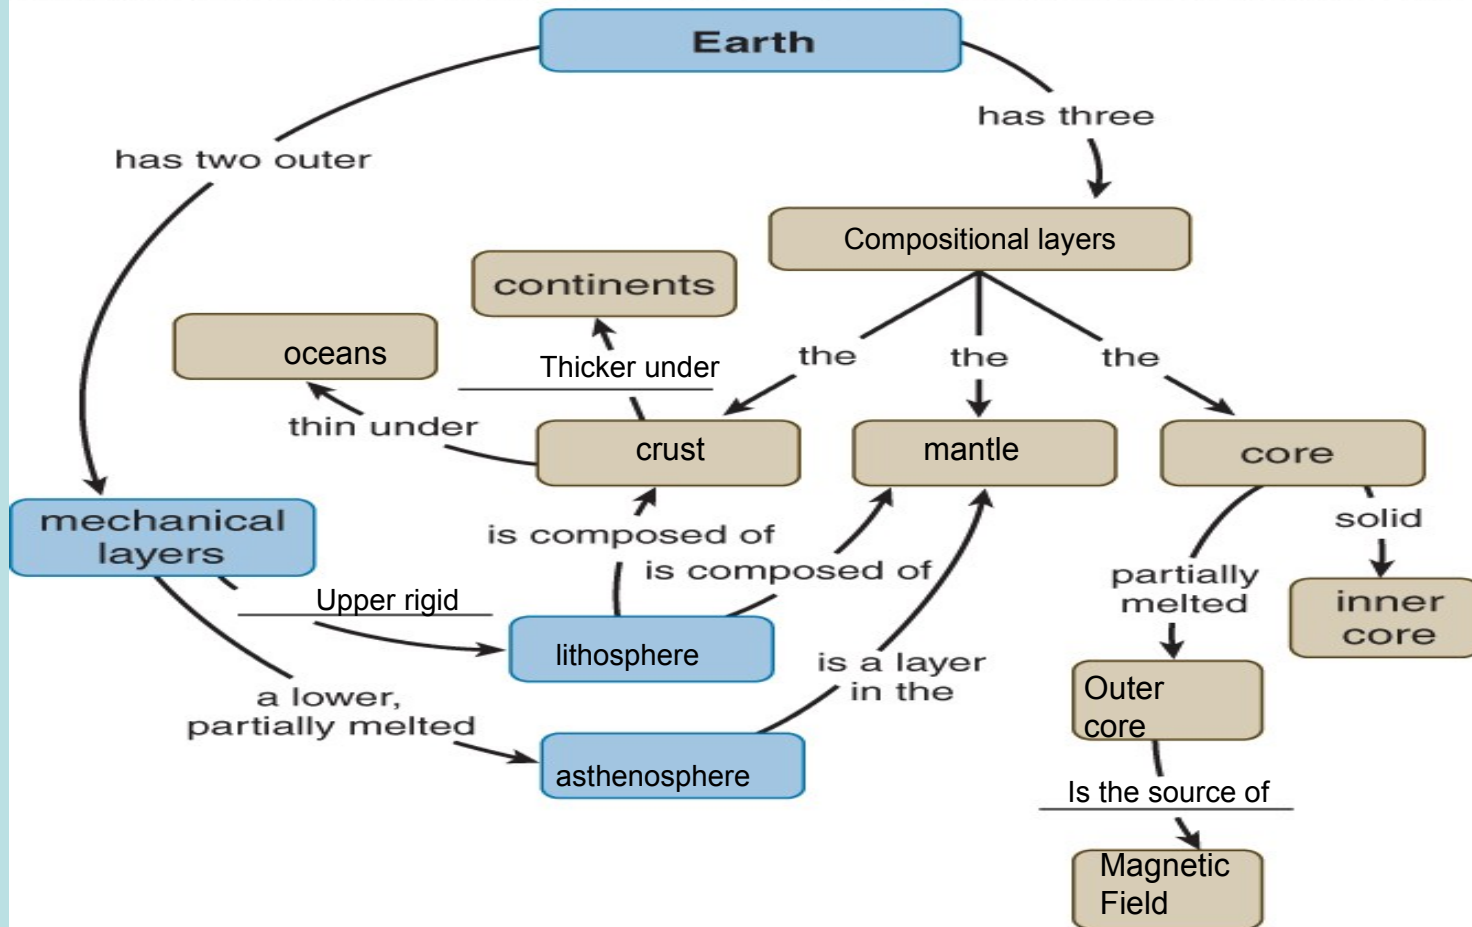 Earth
has three
has two outer
Compositional layers
continents
oceans
Thicker under
the
the
the
thin under
crust
mantle
core
mechanical
layers
is composed of
is composed of
solid
partially
melted
inner
core
Upper rigid
lithosphere
is a layer
in the
a lower,
partially melted
Outer
core
asthenosphere
Is the source of
Magnetic
Field